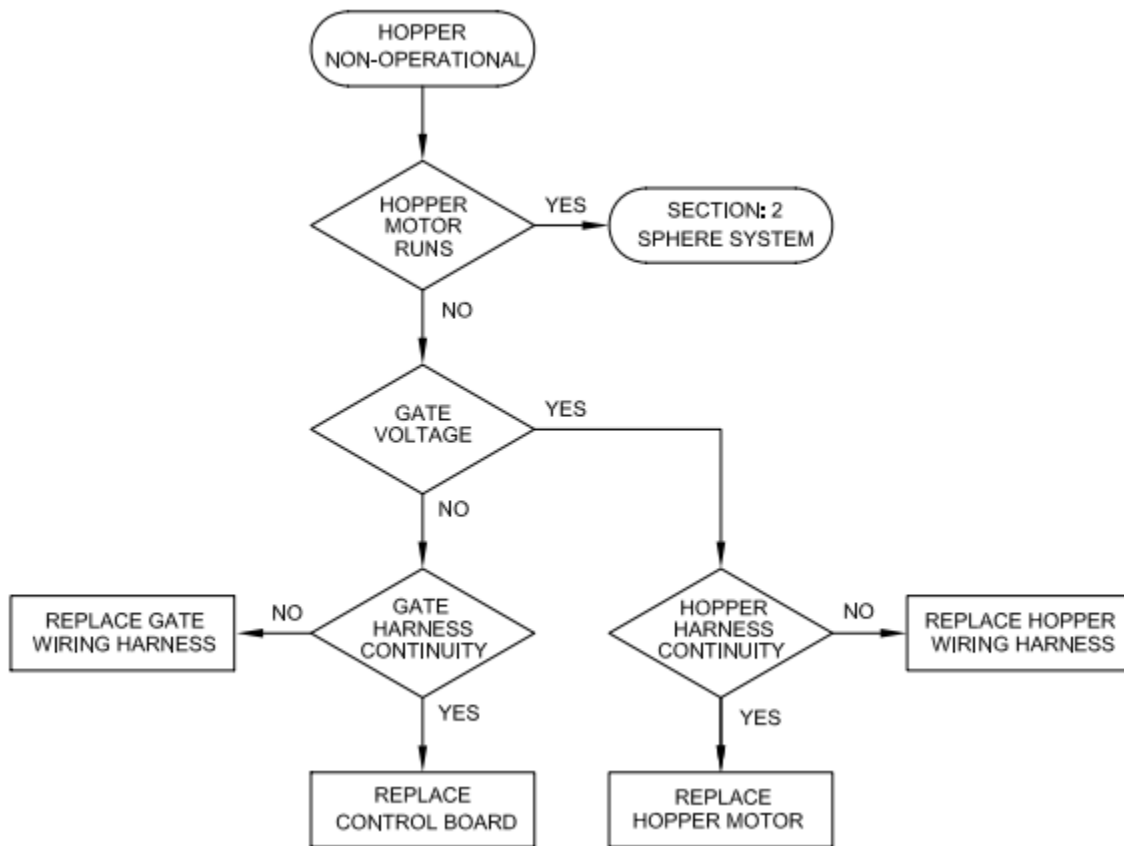 HOPPER
NON-OPERATIONAL
HOPPER
MOTOR
RUNS
YES
SECTION: 2
SPHERE SYSTEM
NO
GATE
VOLTAGE
YES
NO
REPLACE GATE
WIRING HARNESS
NO
GATE
HARNESS
CONTINUITY
HOPPER
HARNESS
CONTINUITY
NO
REPLACE HOPPER
WIRING HARNESS
YES
YES
REPLACE
CONTROL BOARD
REPLACE
HOPPER MOTOR